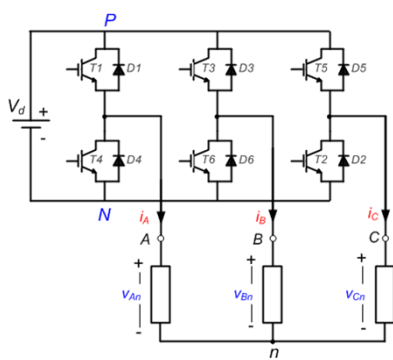 P
T1 D1 T3 D3 T5 D5
Vd + -
T4 D4 T6 D6 T2 D2
N
iA iB iC
A B C
+ + +
vAn vBn vCn
- - -
n